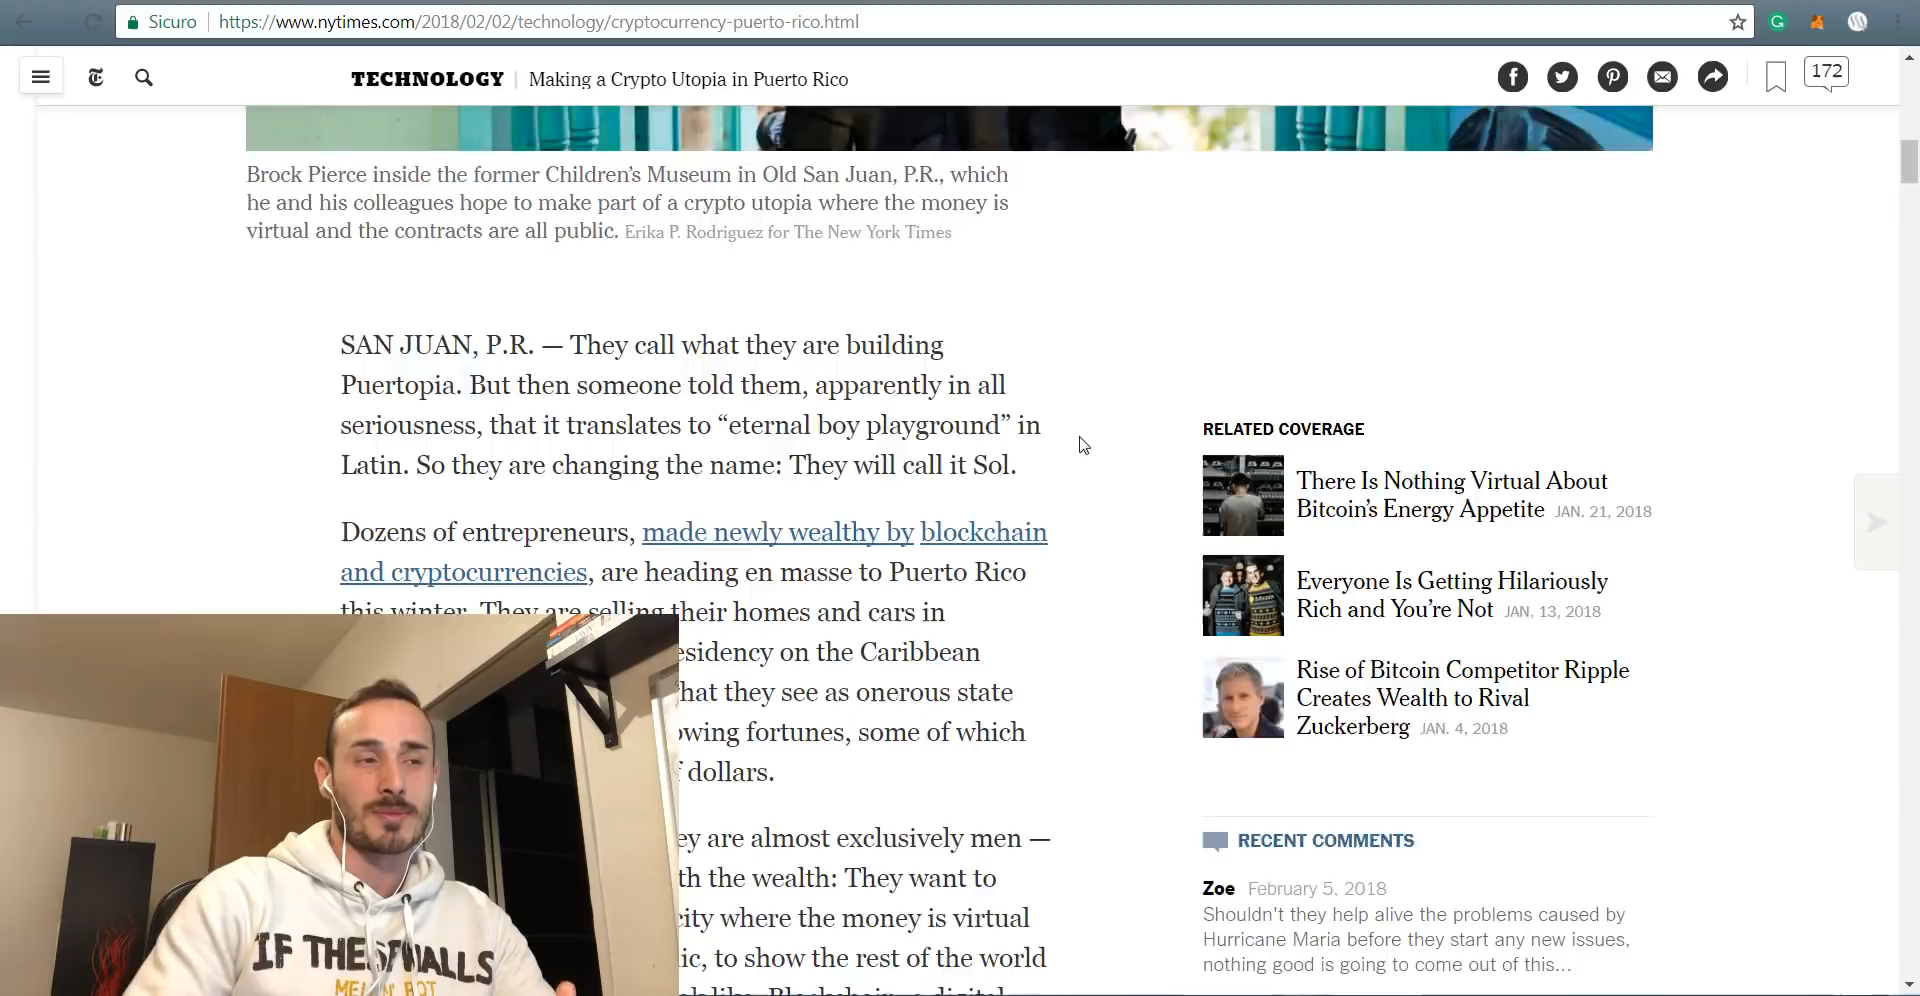 Sicuro https://www.nytimes.com/2018/02/02/technology/cryptocurrency-puerto-rico.html
TECHNOLOGY | Making a Crypto Utopia in Puerto Rico
172
Brock Pierce inside the former Children’s Museum in Old San Juan, P.R., which
he and his colleagues hope to make part of a crypto utopia where the money is
virtual and the contracts are all public. Erika P. Rodriguez for The New York Times
SAN JUAN, P.R. — They call what they are building
Puertopia. But then someone told them, apparently in all
seriousness, that it translates to “eternal boy playground” in
Latin. So they are changing the name: They will call it Sol.
Dozens of entrepreneurs, made newly wealthy by blockchain
and cryptocurrencies, are heading en masse to Puerto Rico
this winter. They are selling their homes and cars in
esidency on the Caribbean
hat they see as onerous state
owing fortunes, some of which
f dollars.
ey are almost exclusively men —
th the wealth: They want to
city where the money is virtual
ic, to show the rest of the world
RELATED COVERAGE
There Is Nothing Virtual About
Bitcoin’s Energy Appetite JAN. 21, 2018
Everyone Is Getting Hilariously
Rich and You’re Not JAN. 13, 2018
Rise of Bitcoin Competitor Ripple
Creates Wealth to Rival
Zuckerberg JAN. 4, 2018
RECENT COMMENTS
Zoe February 5, 2018
Shouldn't they help alive the problems caused by
Hurricane Maria before they start any new issues,
nothing good is going to come out of this...
IF THESE WALLS